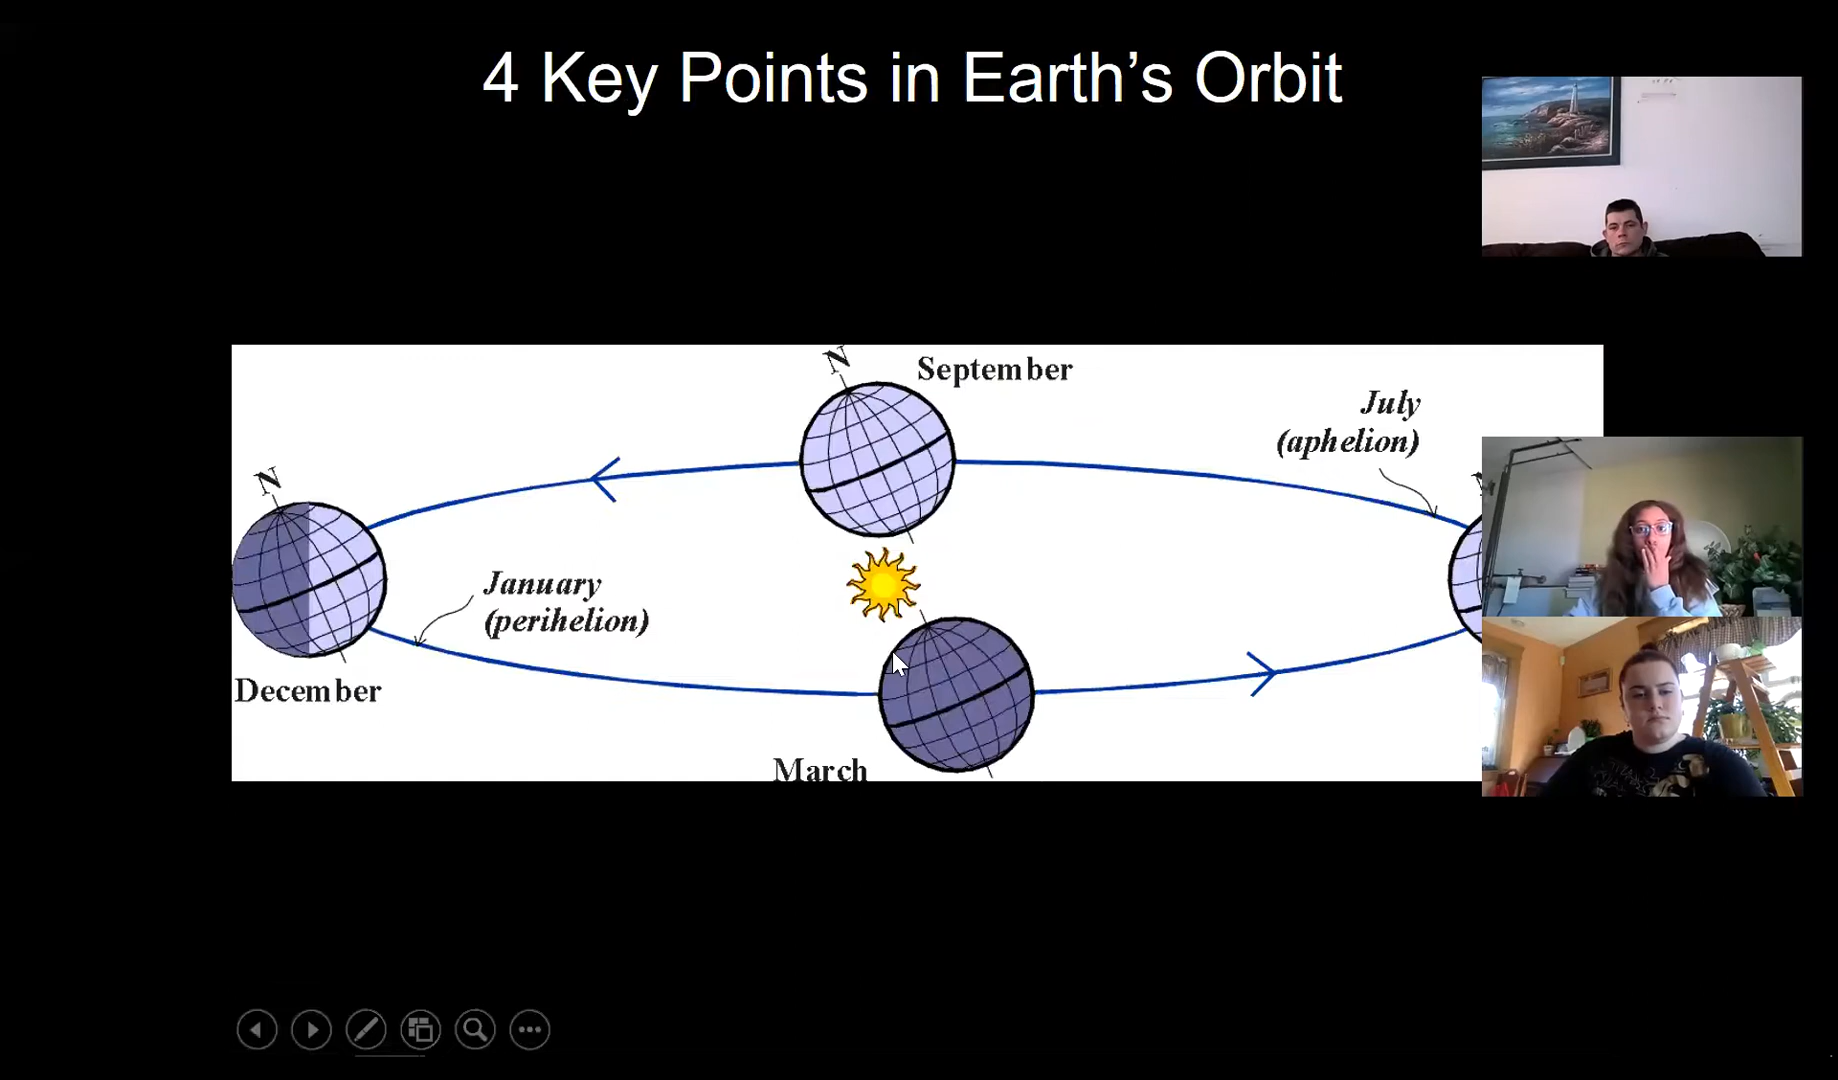 4 Key Points in Earth’s Orbit
N
September
July
(aphelion)
N
January
(perihelion)
December
March